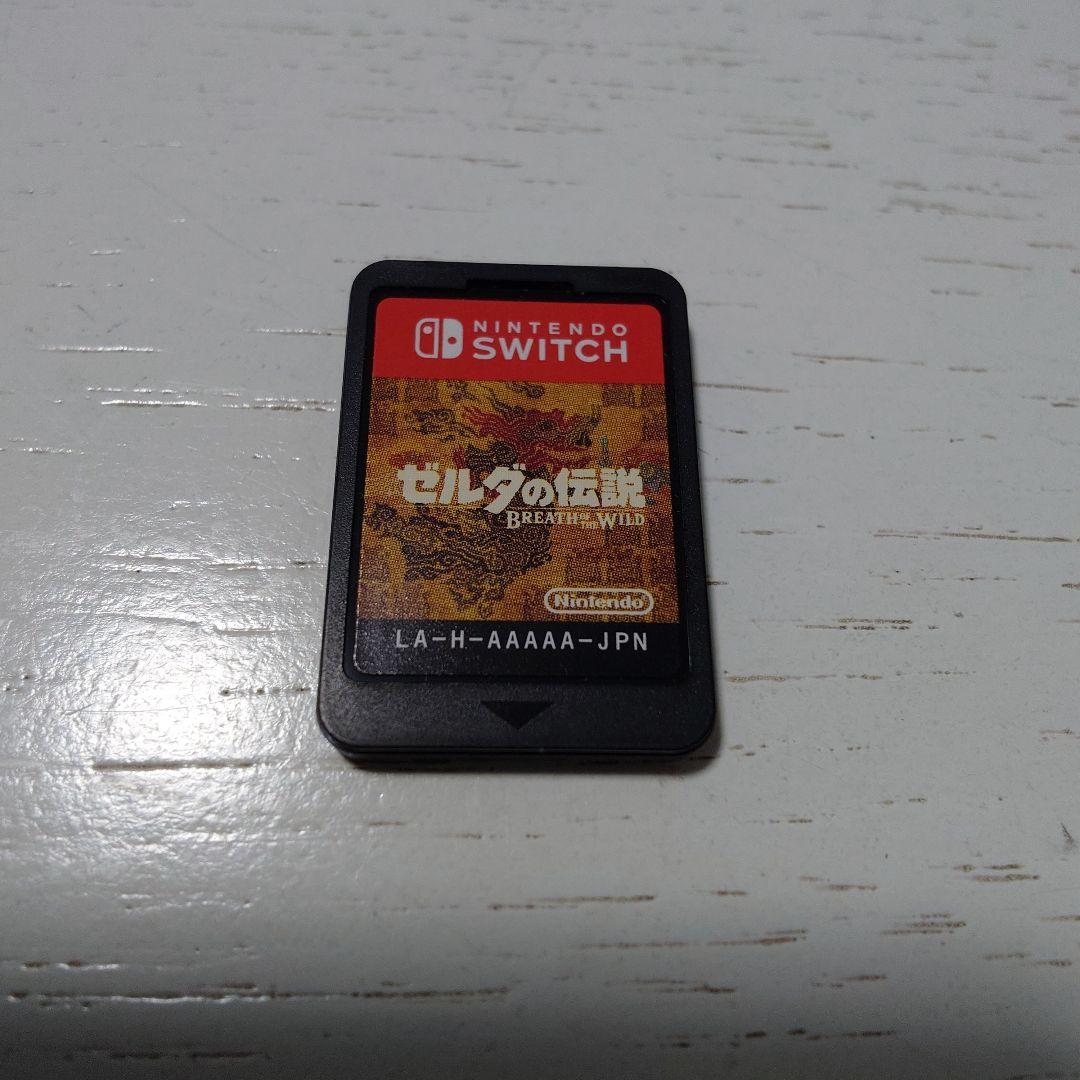 NINTENDO
SWITCH
ゼルダの伝説
BREATH OF THE WILD
Nintendo
LA-H-AAAAA-JPN